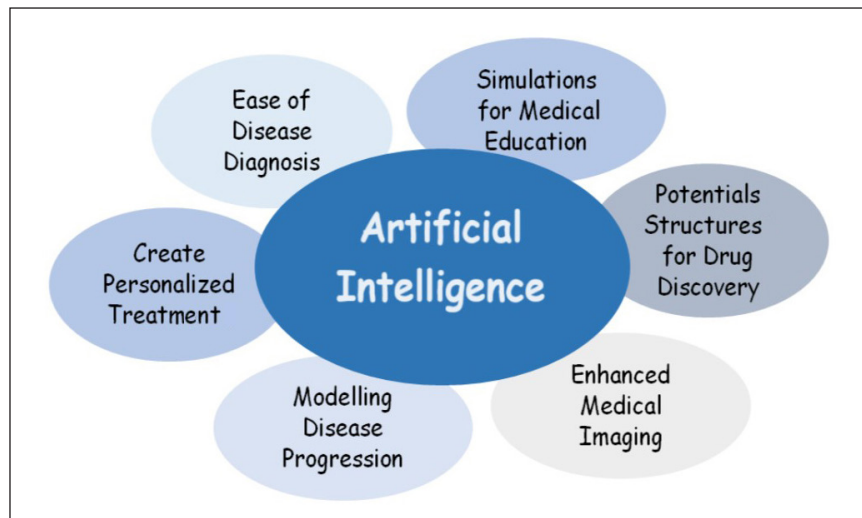 Artificial
Intelligence
Ease of
Disease
Diagnosis
Simulations
for Medical
Education
Potentials
Structures
for Drug
Discovery
Enhanced
Medical
Imaging
Modelling
Disease
Progression
Create
Personalized
Treatment